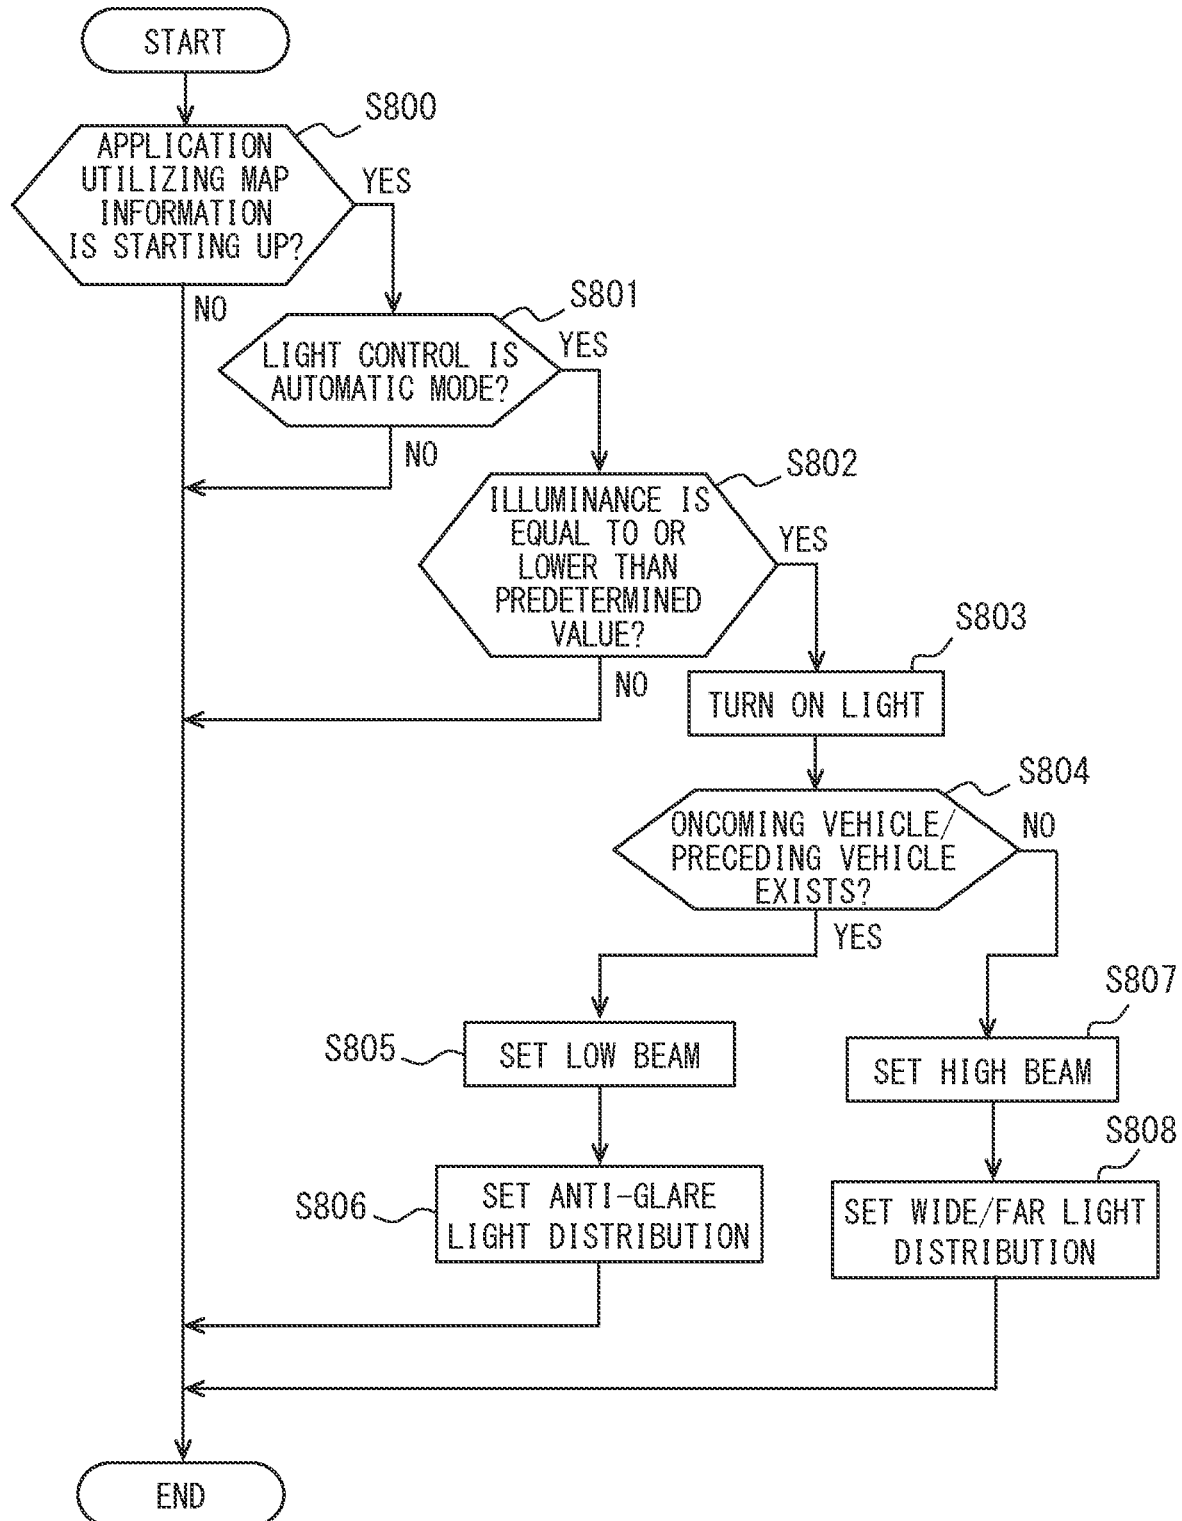 START
S800
APPLICATION
UTILIZING MAP
INFORMATION
IS STARTING UP?
YES
NO
S801
LIGHT CONTROL IS
AUTOMATIC MODE?
YES
NO
S802
ILLUMINANCE IS
EQUAL TO OR
LOWER THAN
PREDETERMINED
VALUE?
YES
NO
S803
TURN ON LIGHT
S804
ONCOMING VEHICLE/
PRECEDING VEHICLE
EXISTS?
NO
YES
S805
SET LOW BEAM
S807
SET HIGH BEAM
S806
SET ANTI-GLARE
LIGHT DISTRIBUTION
S808
SET WIDE/FAR LIGHT
DISTRIBUTION
END